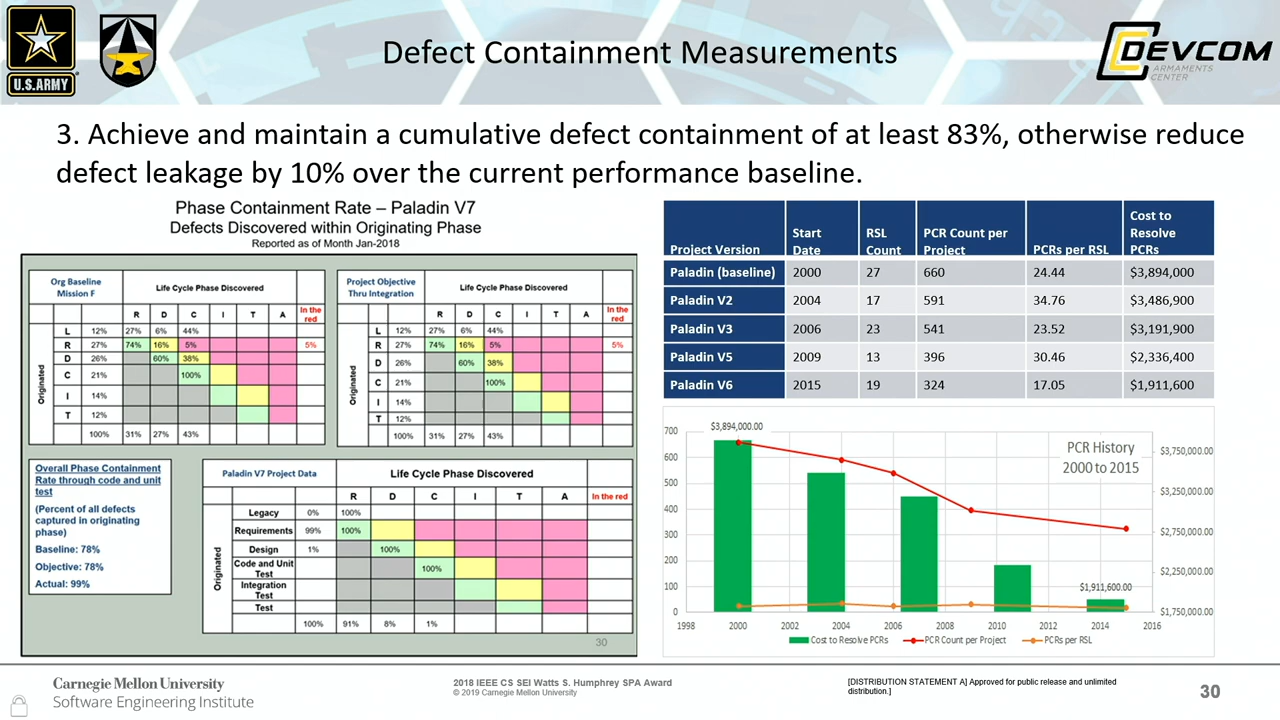 U.S.ARMY
Defect Containment Measurements
DEVCOM
ARMAMENTS
CENTER
3. Achieve and maintain a cumulative defect containment of at least 83%, otherwise reduce
defect leakage by 10% over the current performance baseline.
Phase Containment Rate – Paladin V7
Defects Discovered within Originating Phase
Reported as of Month Jan-2018
Org Baseline
Mission F
Life Cycle Phase Discovered
R D C I T A In the
red
Originated
L 12% 27% 6% 44%
R 27% 74% 16% 5% 5%
D 26% 60% 38%
C 21% 100%
I 14%
T 12%
100% 31% 27% 43%
Project Objective
Thru Integration
Life Cycle Phase Discovered
R D C I T A In the
red
Originated
L 12% 27% 6% 44%
R 27% 74% 16% 5% 5%
D 26% 60% 38%
C 21% 100%
I 14%
T 12%
100% 31% 27% 43%
Overall Phase Containment
Rate through code and unit
test
(Percent of all defects
captured in originating
phase)
Baseline: 78%
Objective: 78%
Actual: 99%
Paladin V7 Project Data
Life Cycle Phase Discovered
R D C I T A In the red
Originated
Legacy 0% 100%
Requirements 99% 100%
Design 1% 100%
Code and Unit
Test 100%
Integration
Test
Test
100% 91% 8% 1%
30
Project Version Start
Date RSL
Count PCR Count per
Project PCRs per RSL Cost to
Resolve
PCRs
Paladin (baseline) 2000 27 660 24.44 $3,894,000
Paladin V2 2004 17 591 34.76 $3,486,900
Paladin V3 2006 23 541 23.52 $3,191,900
Paladin V5 2009 13 396 30.46 $2,336,400
Paladin V6 2015 19 324 17.05 $1,911,600
PCR History
2000 to 2015
$3,894,000.00
$1,911,600.00
700
600
500
400
300
200
100
0
$3,750,000.00
$3,250,000.00
$2,750,000.00
$2,250,000.00
$1,750,000.00
1998 2000 2002 2004 2006 2008 2010 2012 2014 2016
Cost to Resolve PCRs PCR Count per Project PCRs per RSL
Carnegie Mellon University
Software Engineering Institute
2018 IEEE CS SEI Watts S. Humphrey SPA Award
© 2019 Carnegie Mellon University
[DISTRIBUTION STATEMENT A] Approved for public release and unlimited
distribution.]
30